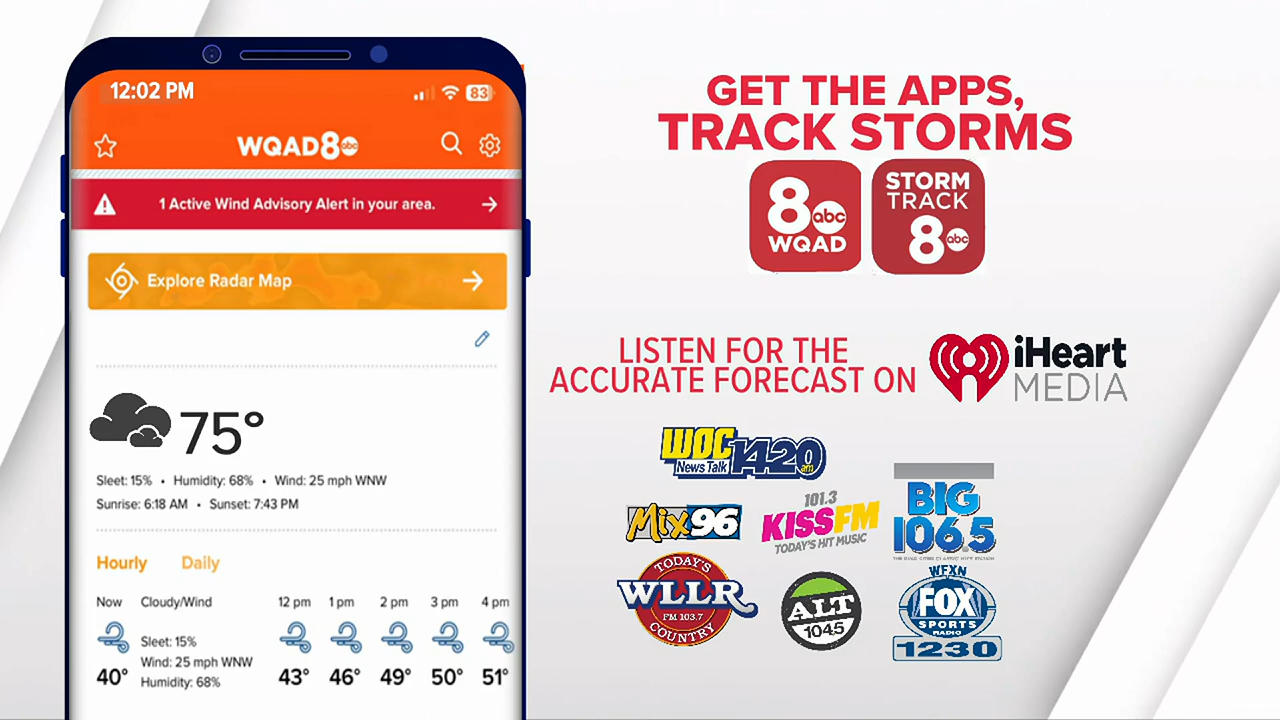 12:02 PM
83
WQAD8 abc
1 Active Wind Advisory Alert in your area.
Explore Radar Map
75°
Sleet: 15% • Humidity: 68% • Wind: 25 mph WNW
Sunrise: 6:18 AM • Sunset: 7:43 PM
Hourly Daily
Now Cloudy/Wind 12 pm 1 pm 2 pm 3 pm 4 pm
Sleet: 15%
Wind: 25 mph WNW
Humidity: 68%
40° 43° 46° 49° 50° 51°
GET THE APPS,
TRACK STORMS
8 abc
WQAD
STORM
TRACK
8 abc
LISTEN FOR THE
ACCURATE FORECAST ON
iHeart
MEDIA
WOC
News Talk 1420 am
Mix 96
101.3
KISS FM
TODAY'S HIT MUSIC
BIG
106.5
TODAY'S
WLLR
FM 103.7
COUNTRY
ALT
104.5
WFXN
FOX
SPORTS
RADIO
1230